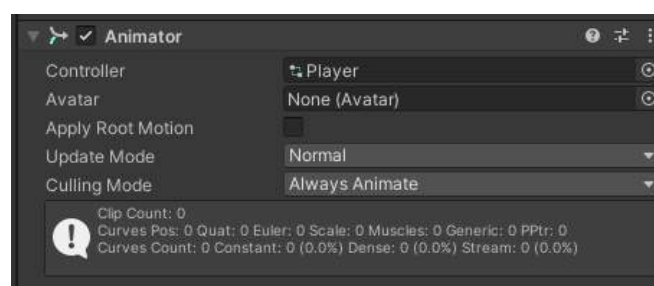 Animator
Controller Player
Avatar None (Avatar)
Apply Root Motion
Update Mode Normal
Culling Mode Always Animate
Clip Count: 0
Curves Pos: 0 Quat: 0 Euler: 0 Scale: 0 Muscles: 0 Generic: 0 PPtr: 0
Curves Count: 0 Constant: 0 (0.0%) Dense: 0 (0.0%) Stream: 0 (0.0%)